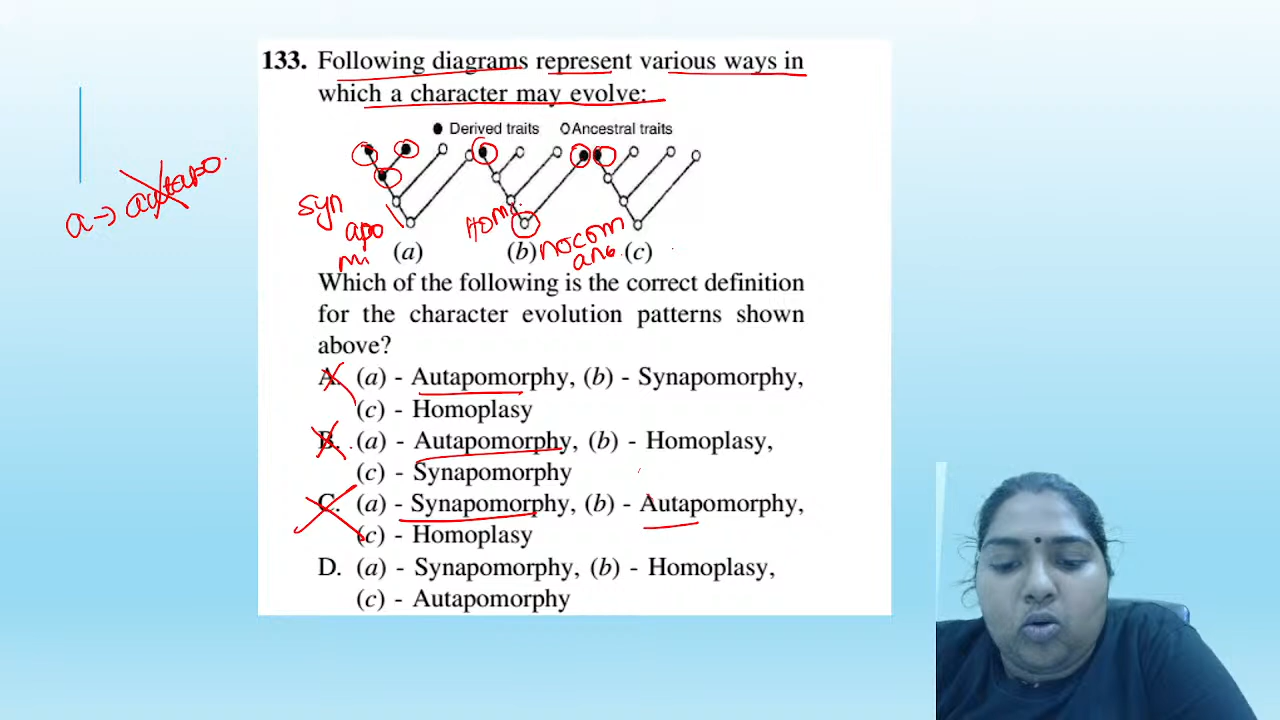 133. Following diagrams represent various ways in
which a character may evolve:
Derived traits Ancestral traits
a → autapo
syn
apo
Homo
nocom
(a) (b) (c)
Which of the following is the correct definition
for the character evolution patterns shown
above?
A. (a) - Autapomorphy, (b) - Synapomorphy,
(c) - Homoplasy
B. (a) - Autapomorphy, (b) - Homoplasy,
(c) - Synapomorphy
C. (a) - Synapomorphy, (b) - Autapomorphy,
(c) - Homoplasy
D. (a) - Synapomorphy, (b) - Homoplasy,
(c) - Autapomorphy